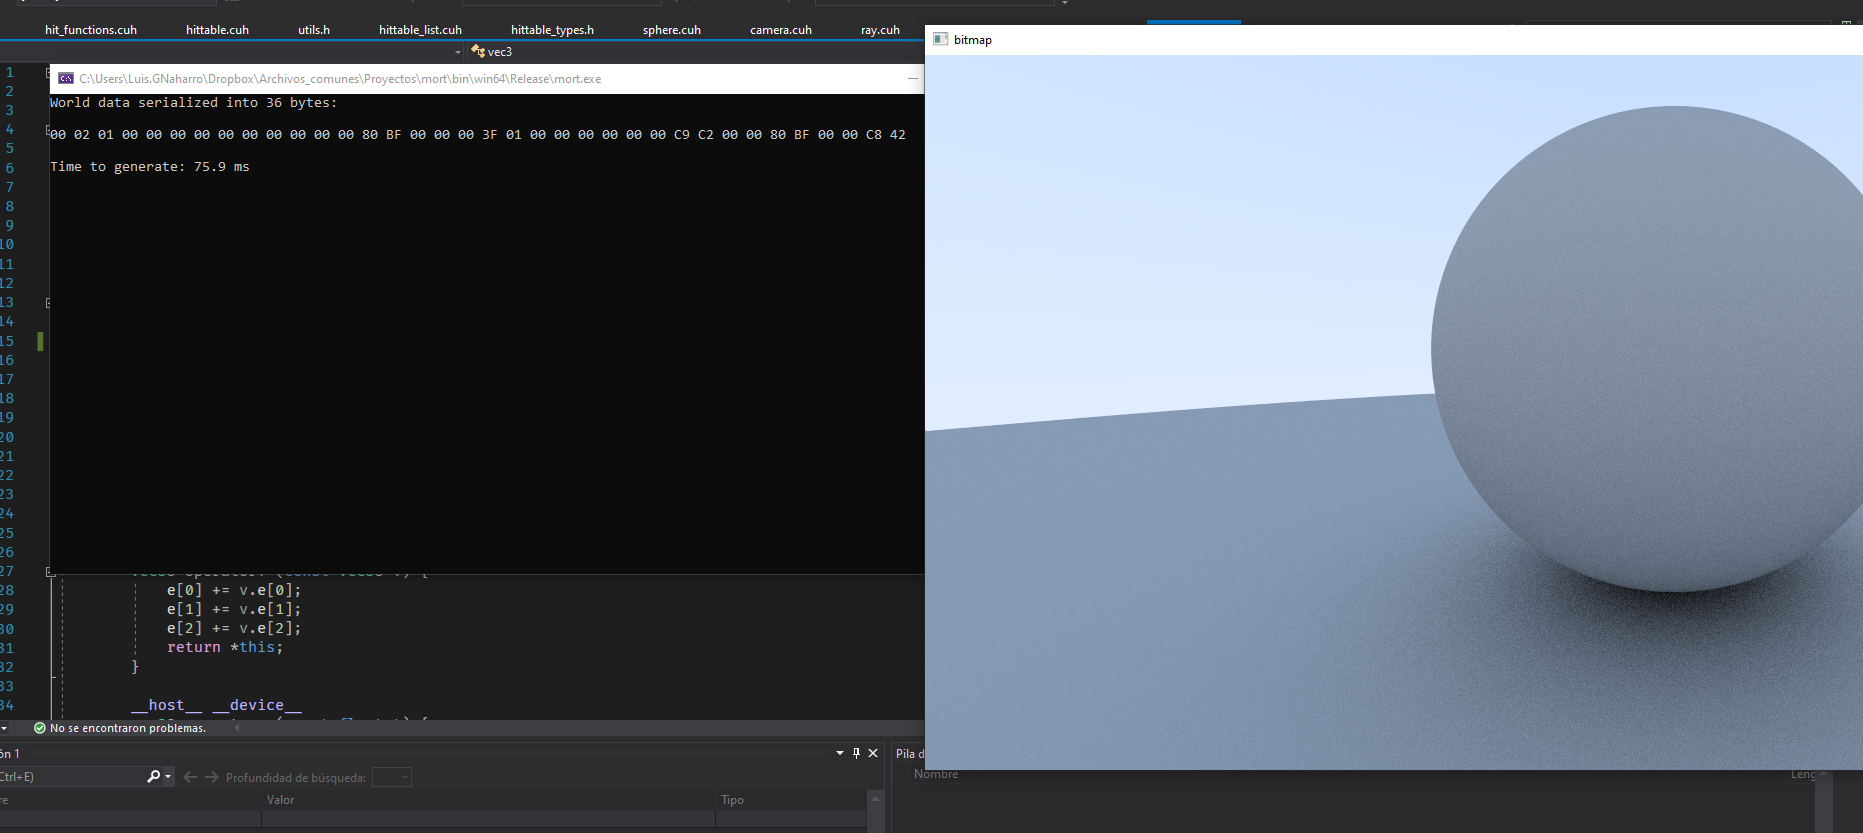 hit_functions.cuh hittable.cuh utils.h hittable_list.cuh hittable_types.h sphere.cuh camera.cuh ray.cuh
vec3
bitmap
C:\Users\Luis.GNaharro\Dropbox\Archivos_comunes\Proyectos\mort\bin\win64\Release\mort.exe
World data serialized into 36 bytes:
00 02 01 00 00 00 00 00 00 00 00 00 00 80 BF 00 00 00 3F 01 00 00 00 00 00 00 C9 C2 00 00 80 BF 00 00 C8 42
Time to generate: 75.9 ms
1
2
3
4
5
6
7
8
9
10
11
12
13
14
15
16
17
18
19
20
21
22
23
24
25
26
27
28 e[0] += v.e[0];
29 e[1] += v.e[1];
30 e[2] += v.e[2];
31 return *this;
32 }
33
34 __host__ __device__
No se encontraron problemas.
ón 1
Ctrl+E) Profundidad de búsqueda:
re Valor Tipo
Pila d
Nombre Leng